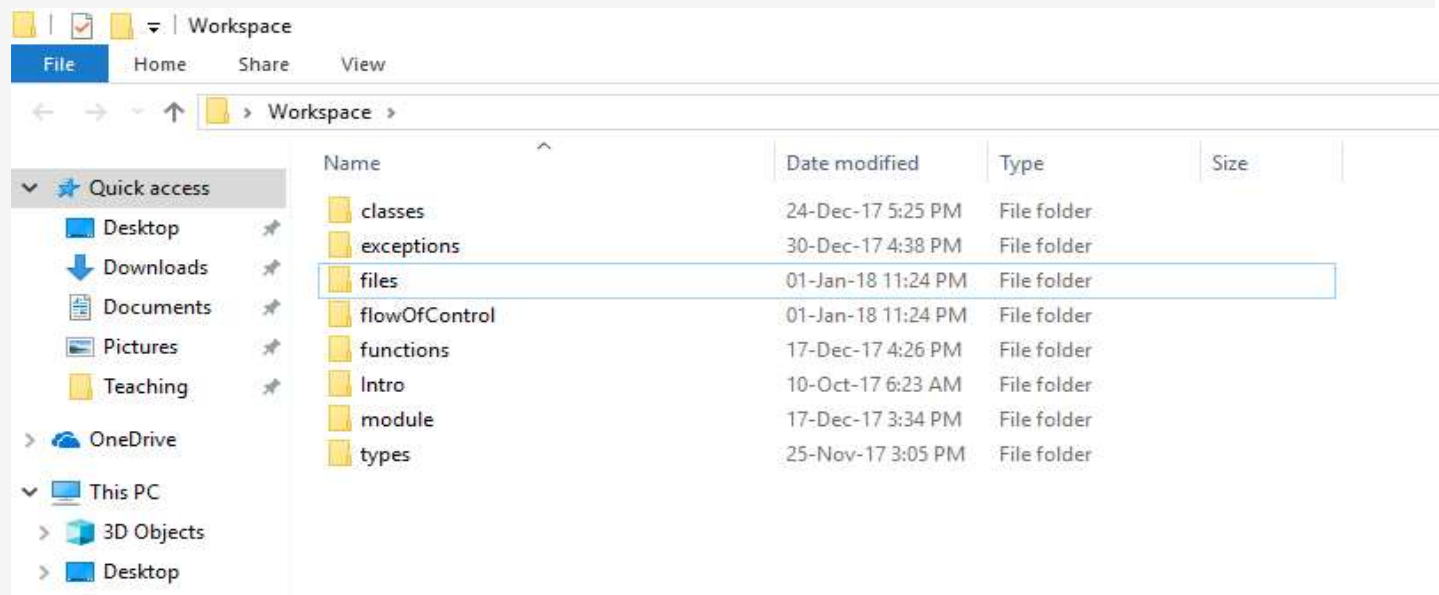 Workspace
File Home Share View
Workspace
Name Date modified Type Size
Quick access
Desktop
Downloads
Documents
Pictures
Teaching
OneDrive
This PC
3D Objects
Desktop
classes 24-Dec-17 5:25 PM File folder
exceptions 30-Dec-17 4:38 PM File folder
files 01-Jan-18 11:24 PM File folder
flowOfControl 01-Jan-18 11:24 PM File folder
functions 17-Dec-17 4:26 PM File folder
Intro 10-Oct-17 6:23 AM File folder
module 17-Dec-17 3:34 PM File folder
types 25-Nov-17 3:05 PM File folder